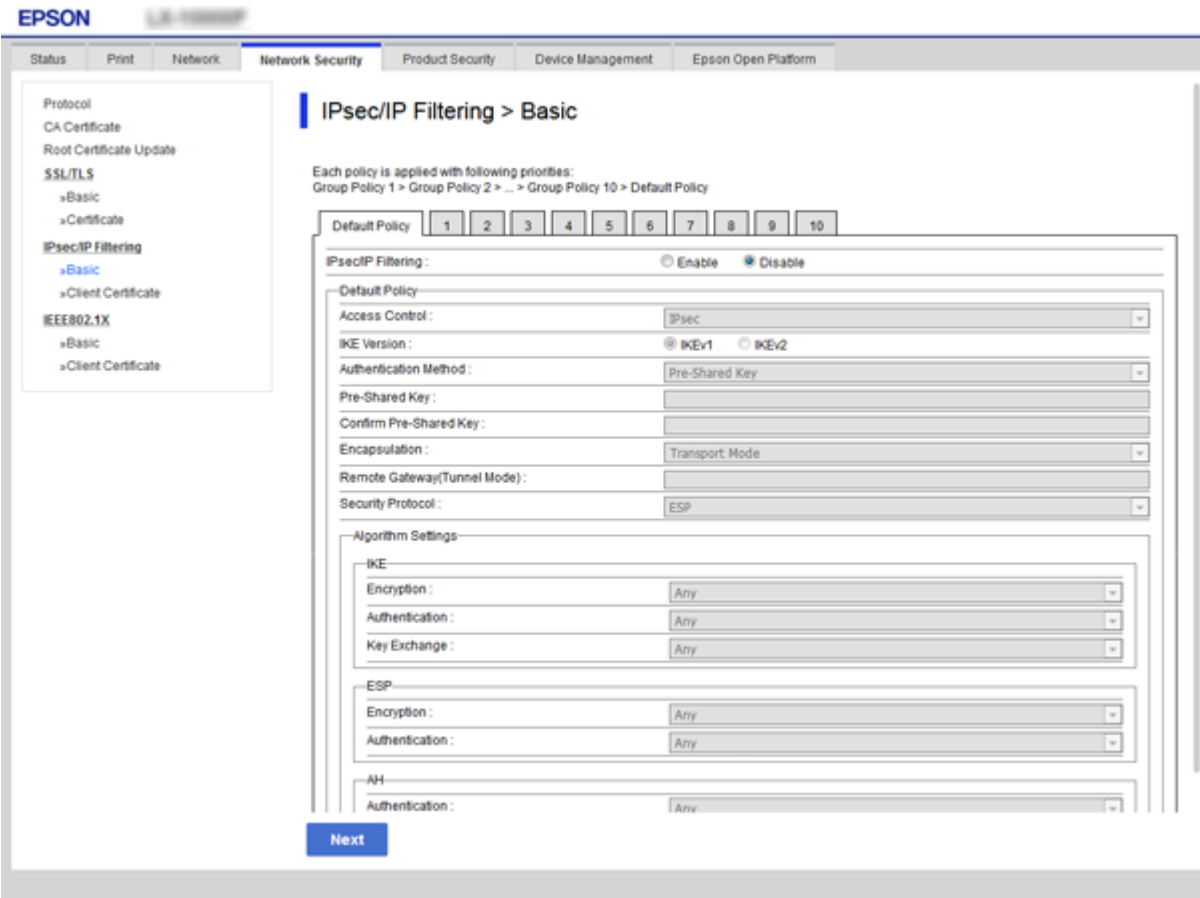 EPSON
Status Print Network Network Security Product Security Device Management Epson Open Platform
Protocol
CA Certificate
Root Certificate Update
SSL/TLS
»Basic
»Certificate
IPsec/IP Filtering
»Basic
»Client Certificate
IEEE802.1X
»Basic
»Client Certificate
IPsec/IP Filtering > Basic
Each policy is applied with following priorities:
Group Policy 1 > Group Policy 2 > ... > Group Policy 10 > Default Policy
Default Policy 1 2 3 4 5 6 7 8 9 10
IPsec/IP Filtering : Enable Disable
Default Policy
Access Control : IPsec
IKE Version : IKEv1 IKEv2
Authentication Method : Pre-Shared Key
Pre-Shared Key :
Confirm Pre-Shared Key :
Encapsulation : Transport Mode
Remote Gateway(Tunnel Mode) :
Security Protocol : ESP
Algorithm Settings
IKE
Encryption : Any
Authentication : Any
Key Exchange : Any
ESP
Encryption : Any
Authentication : Any
AH
Authentication : Any
Next